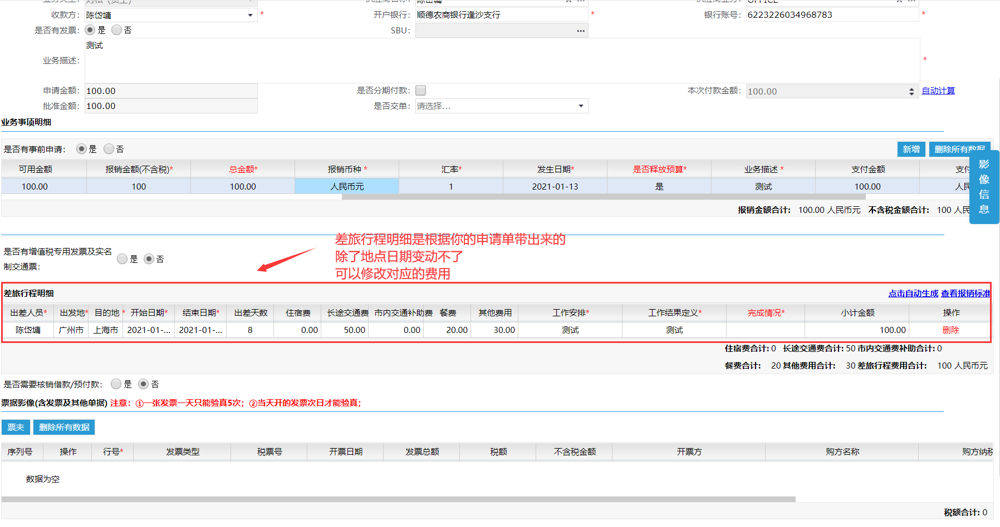 收款方: 陈岱墉 * 开户银行: 顺德农商银行逢沙支行 * 银行账号: 6223226034968783 *
是否有发票: 是 否 SBU: ...
测试
业务描述: *
申请金额: 100.00 是否分期付款: 本次付款金额: 100.00 自动计算
批准金额: 100.00 是否交单: 请选择...
业务事项明细
是否有事前申请: 是 否 新增 删除所有数据
影像信息
可用金额 报销金额(不含税)* 总金额* 报销币种 * 汇率* 发生日期* 是否释放预算* 业务描述 * 支付金额 支付
100.00 100 100.00 人民币元 1 2021-01-13 是 测试 100.00 人民
报销金额合计: 100.00 人民币元 不含税金额合计: 100 人民
差旅行程明细是根据你的申请单带出来的
除了地点日期变动不了
可以修改对应的费用
是否有增值税专用发票及实名
制交通票: 是 否
差旅行程明细 点击自动生成 查看报销标准
出差人员* 出发地* 目的地 * 开始日期* 结束日期* 出差天数 住宿费 长途交通费 市内交通补助费 餐费 其他费用 工作安排* 工作结果定义* 完成情况* 小计金额 操作
陈岱墉 广州市 上海市 2021-01-... 2021-01-... 8 0.00 50.00 0.00 20.00 30.00 测试 测试 100.00 删除
住宿费合计: 0 长途交通费合计: 50 市内交通费补助合计: 0
餐费合计: 20 其他费用合计: 30 差旅行程费用合计: 100 人民币元
是否需要核销借款/预付款: 是 否
票据影像(含发票及其他单据) 注意: ①一张发票一天只能验真5次; ②当天开的发票次日才能验真;
票夹 删除所有数据
序列号 操作 行号* 发票类型 税票号 开票日期 发票总额 税额 不含税金额 开票方 购方名称 购方纳税
数据为空
税额合计: 0